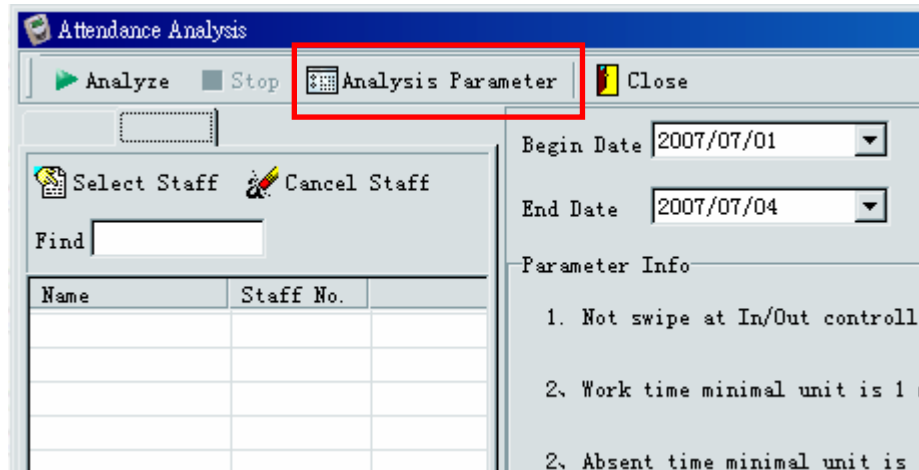 Attendance Analysis
Analyze Stop Analysis Parameter Close
Begin Date 2007/07/01
Select Staff Cancel Staff
End Date 2007/07/04
Find
Parameter Info
Name Staff No.
1. Not swipe at In/Out controll
2、Work time minimal unit is 1
2、Absent time minimal unit is